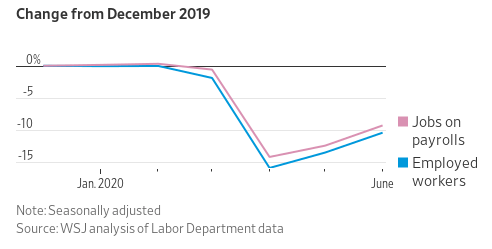 Change from December 2019
0%
-5
-10
-15
Jobs on
payrolls
Employed
workers
Jan. 2020
June
Note: Seasonally adjusted
Source: WSJ analysis of Labor Department data